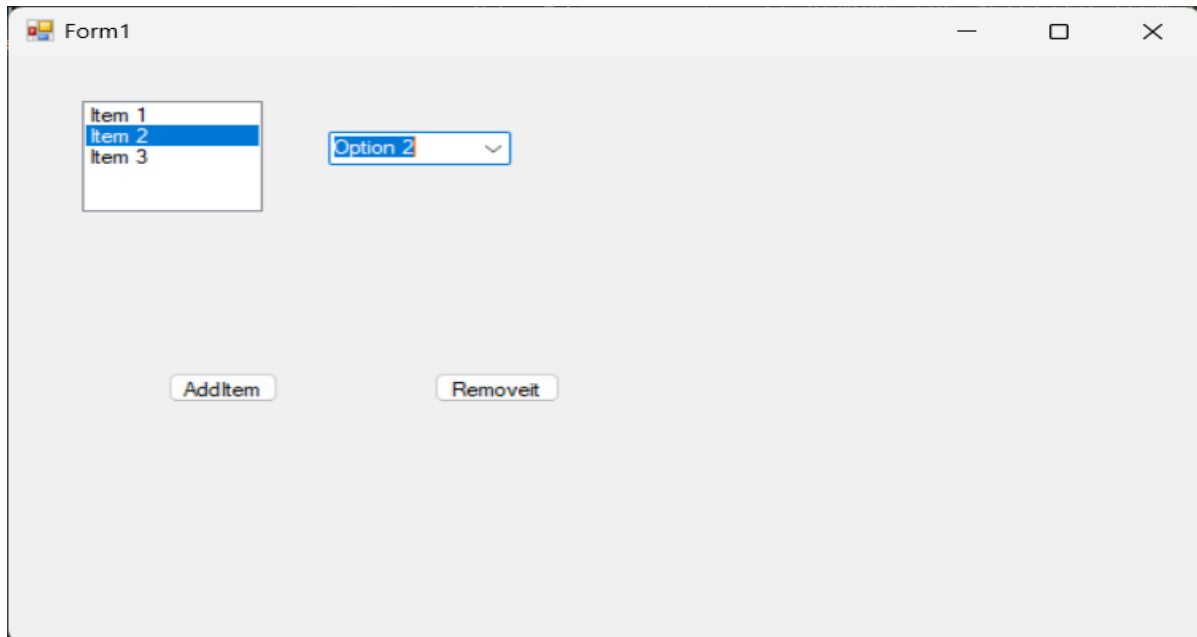 Form1
Item 1
Item 2
Item 3
Option 2
AddItem
Removeit